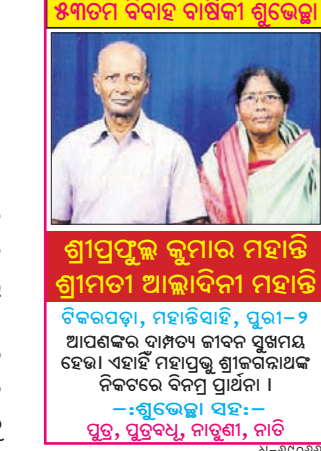 ୫୩ତମ ବିବାହ ବାର୍ଷିକୀ ଶୁଭେଚ୍ଛା
ଶ୍ରୀପ୍ରଫୁଲ୍ଲ କୁମାର ମହାନ୍ତି
ଶ୍ରୀମତୀ ଆଲ୍ଲାଦିନୀ ମହାନ୍ତି
ଟିକରପଡ଼ା, ମହାନ୍ତିସାହି, ପୁରୀ-୨
ଆପଣଙ୍କର ଦାମ୍ପତ୍ୟ ଜୀବନ ସୁଖମୟ
ହେଉ। ଏହାହିଁ ମହାପ୍ରଭୁ ଶ୍ରୀଜଗନ୍ନାଥଙ୍କ
ନିକଟରେ ବିନମ୍ର ପ୍ରାର୍ଥନା ।
-:ଶୁଭେଚ୍ଛା ସହ:-
ପୁତ୍ର, ପୁତ୍ରବଧୂ, ନାତୁଣୀ, ନାତି